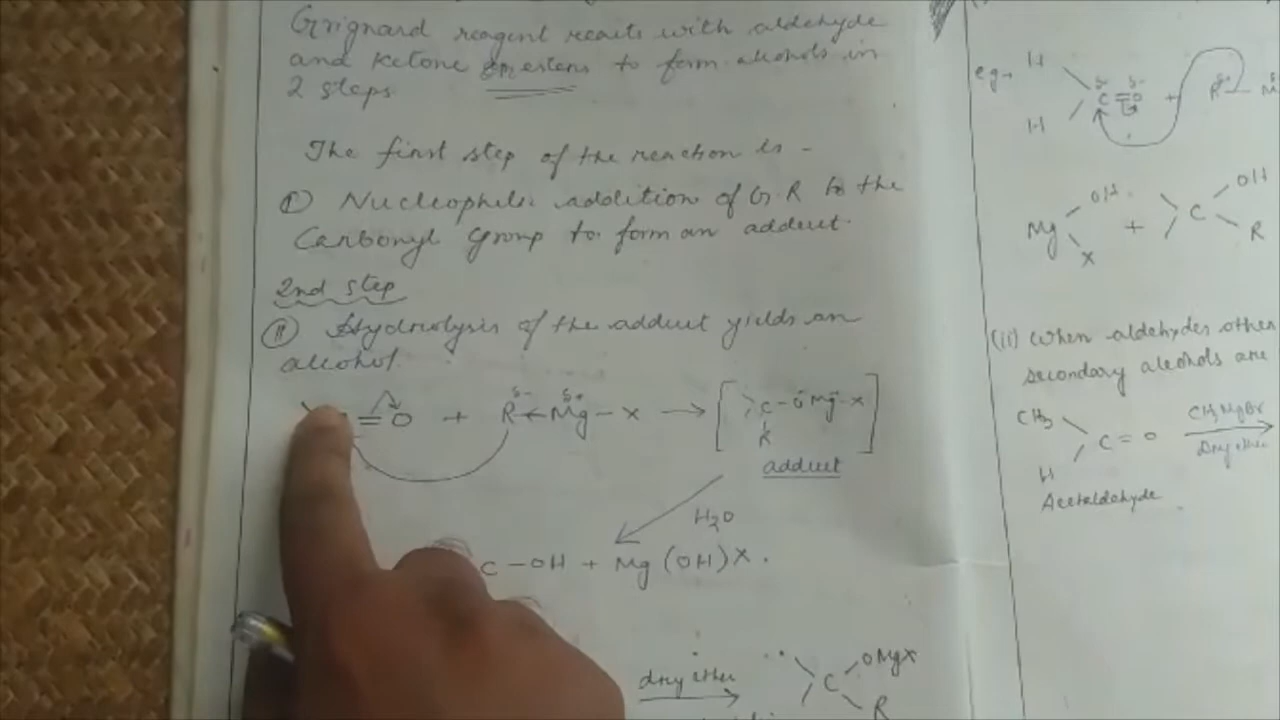 Grignard reagent reacts with aldehyde
and Ketone or esters to form alcohols in
2 steps
The first step of the reaction is -
I) Nucleophilic addition of G.R to the
Carbonyl Group to form an adduct.
2nd step
II) Hydrolysis of the adduct yields an
alcohol.
= O + R ← Mg - X → [ C - O Mg - X ]
δ- δ+
R
adduct
H2O
C - OH + Mg (OH) X .
dry ether
C
OMgX
R
eg →
H
H
C = O + R - M
δ+ δ- δ-
Mg
OH
X
+
C
OH
R
(ii) When aldehydes other
secondary alcohols are
CH3
H
C = O
CH3MgBr
Dry ether
Acetaldehyde